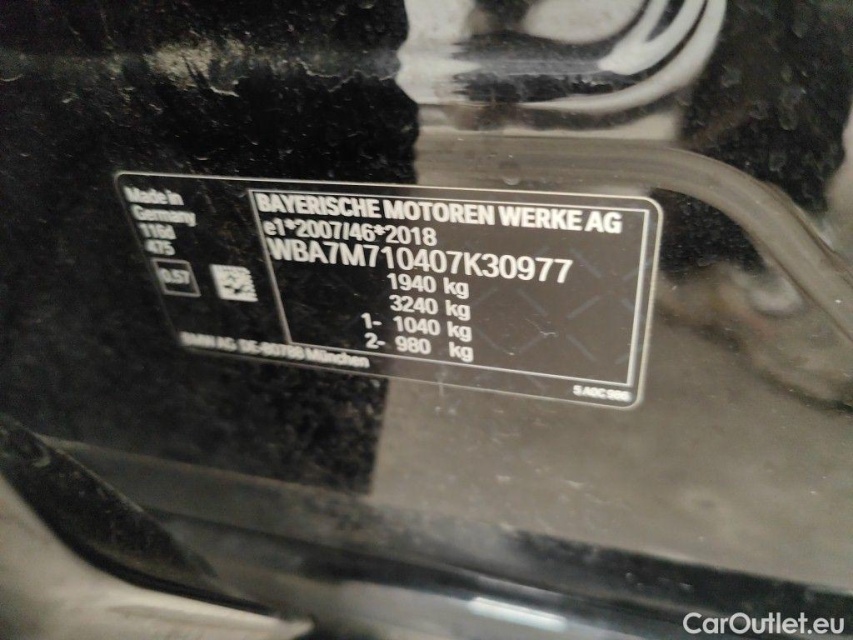 Made in
Germany
1164
475
0.57
BAYERISCHE MOTOREN WERKE AG
e1*2007/46*2018
WBA7M710407K30977
1940 kg
3240 kg
1- 1040 kg
2- 980 kg
BMW AG DE-80788 München
CarOutlet.eu